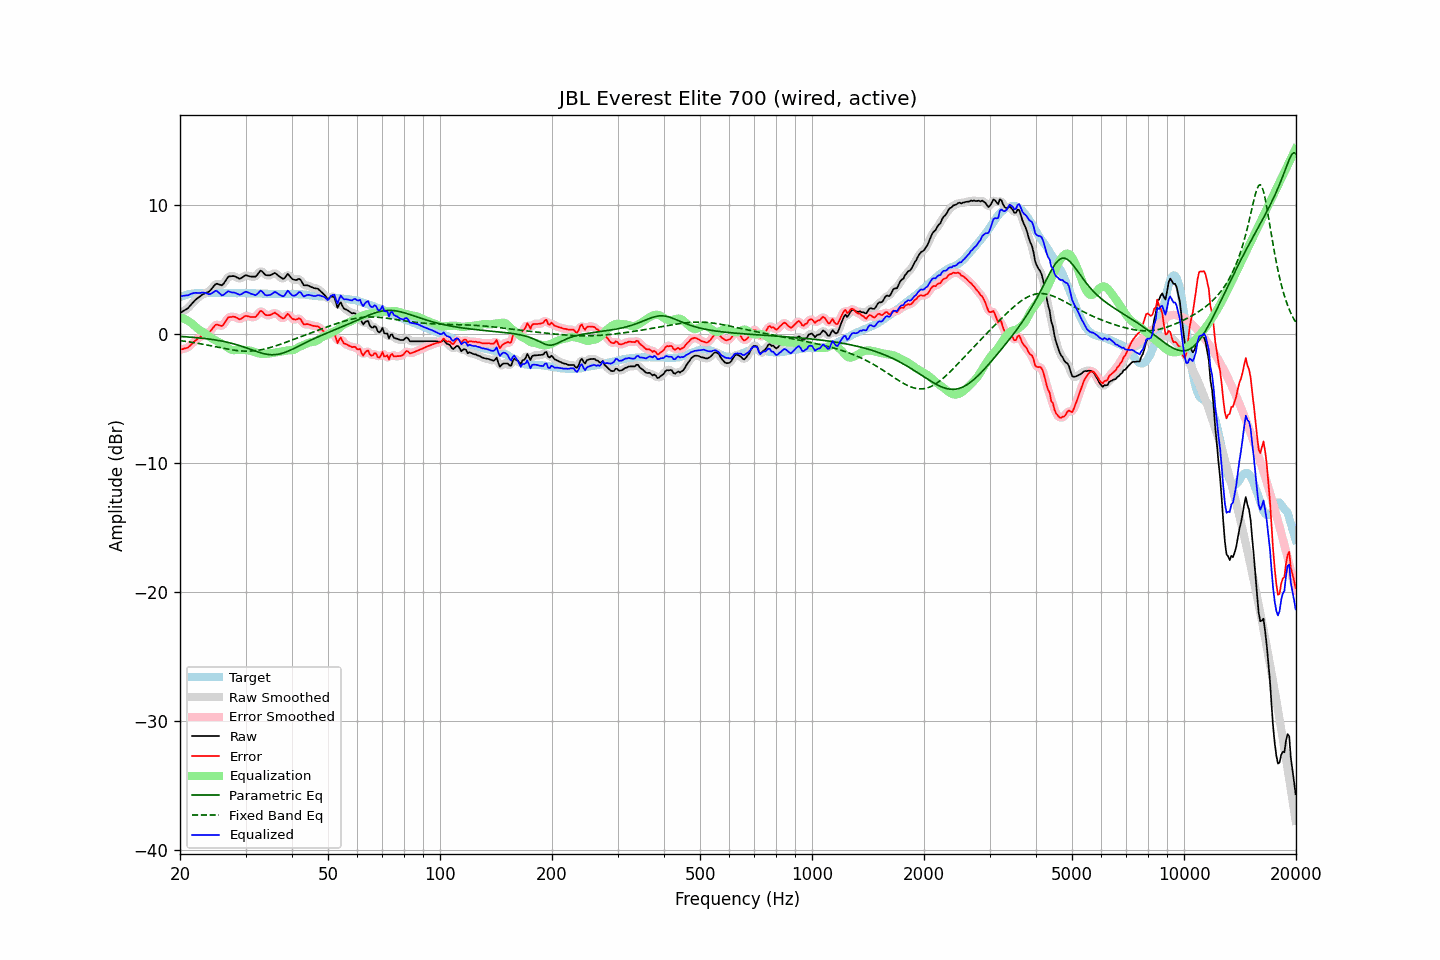 JBL Everest Elite 700 (wired, active)
Amplitude (dBr)
10
0
−10
−20
−30
−40
Target
Raw Smoothed
Error Smoothed
Raw
Error
Equalization
Parametric Eq
Fixed Band Eq
Equalized
20 50 100 200 500 1000 2000 5000 10000 20000
Frequency (Hz)